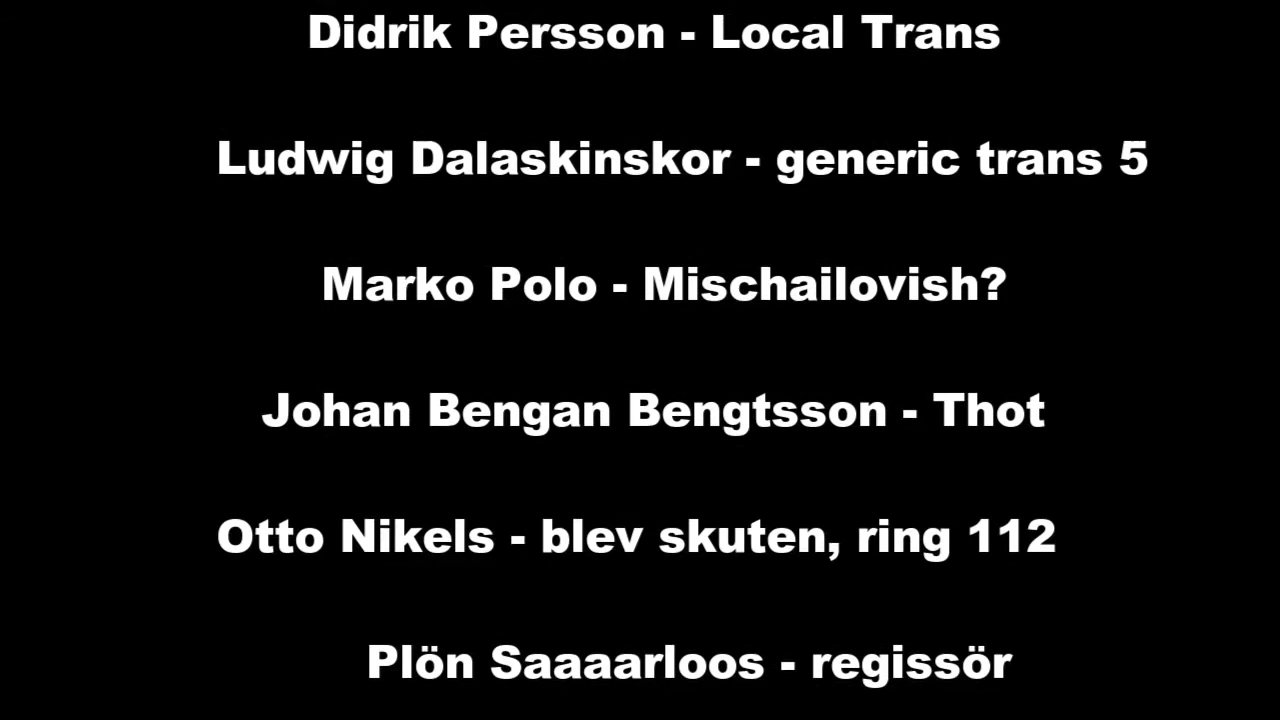 Didrik Persson - Local Trans
Ludwig Dalaskinskor - generic trans 5
Marko Polo - Mischailovish?
Johan Bengan Bengtsson - Thot
Otto Nikels - blev skuten, ring 112
Plön Saaaarloos - regissör